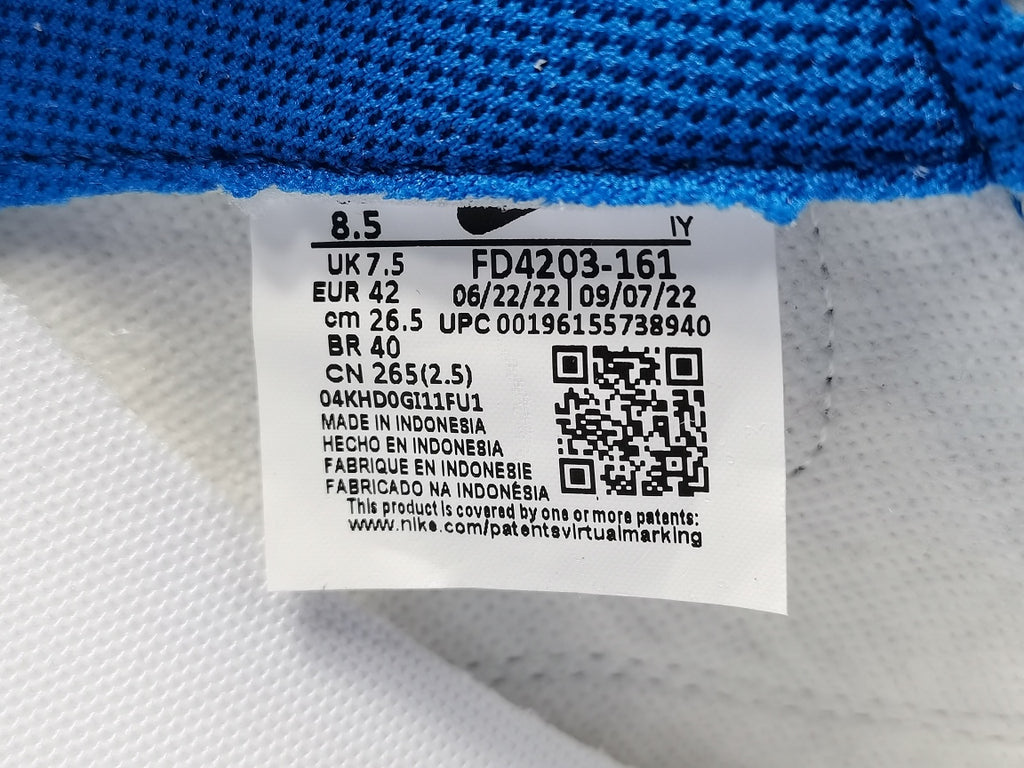 8.5 IY
UK 7.5 FD4203-161
EUR 42 06/22/22 | 09/07/22
cm 26.5 UPC 00196155738940
BR 40
CN 265(2.5)
04KHD0GI11FU1
MADE IN INDONESIA
HECHO EN INDONESIA
FABRIQUE EN INDONESIE
FABRICADO NA INDONÉSIA
This product is covered by one or more patents:
www.nike.com/patentsvirtualmarking